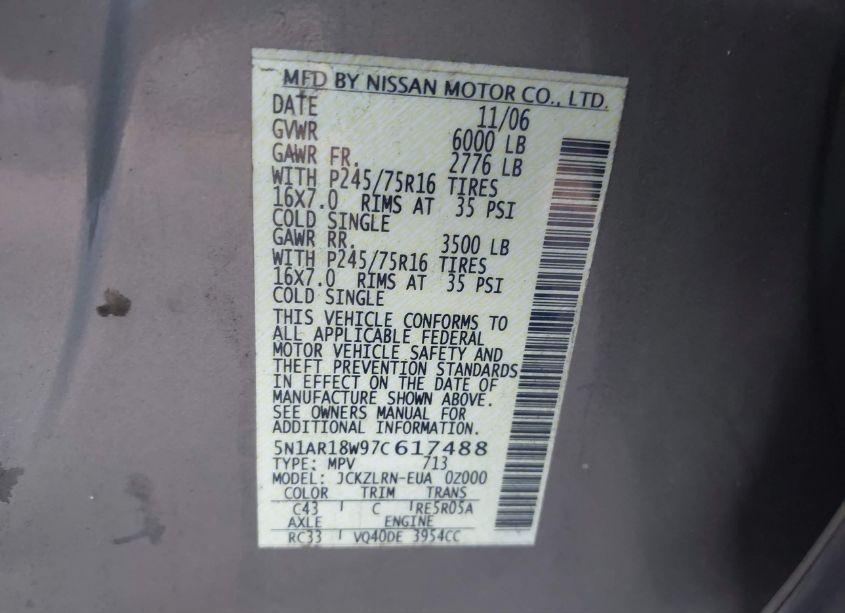 MFD BY NISSAN MOTOR CO., LTD.
DATE 11/06
GVWR 6000 LB
GAWR FR. 2776 LB
WITH P245/75R16 TIRES
16X7.0 RIMS AT 35 PSI
COLD SINGLE
GAWR RR. 3500 LB
WITH P245/75R16 TIRES
16X7.0 RIMS AT 35 PSI
COLD SINGLE
THIS VEHICLE CONFORMS TO
ALL APPLICABLE FEDERAL
MOTOR VEHICLE SAFETY AND
THEFT PREVENTION STANDARDS
IN EFFECT ON THE DATE OF
MANUFACTURE SHOWN ABOVE.
SEE OWNERS MANUAL FOR
ADDITIONAL INFORMATION.
5N1AR18W97C617488
TYPE: MPV 713
MODEL: JCKZLRN-EUA 0Z000
COLOR TRIM TRANS
C43 C RE5R05A
AXLE ENGINE
RC33 VQ40DE 3954CC